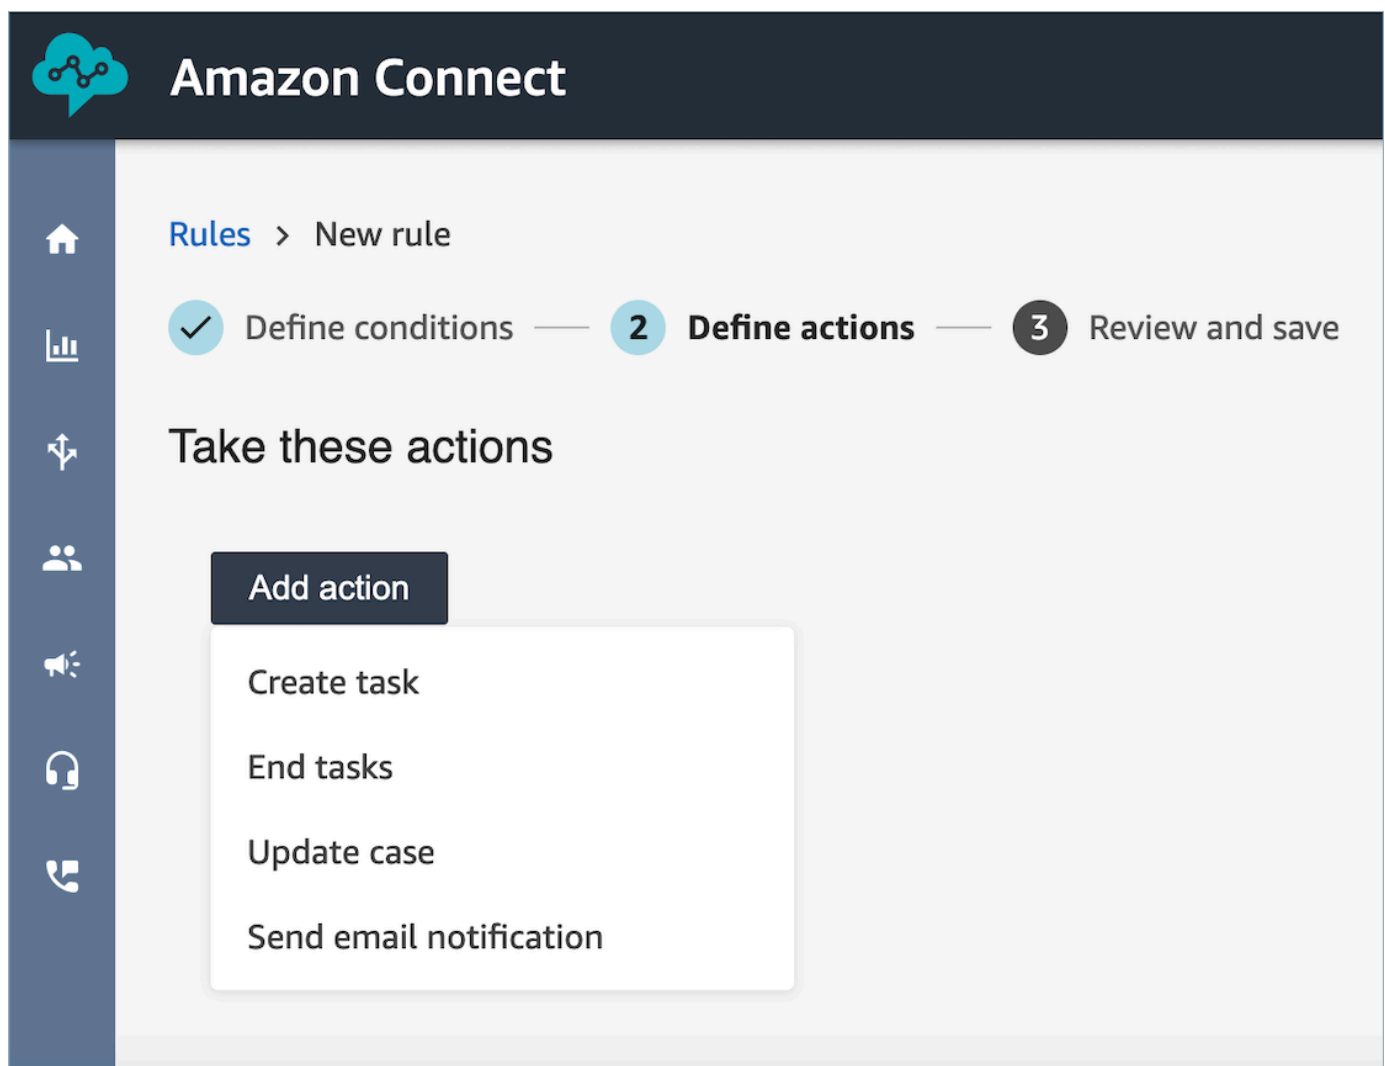 Amazon Connect
Rules > New rule
Define conditions 2 Define actions 3 Review and save
Take these actions
Add action
Create task
End tasks
Update case
Send email notification